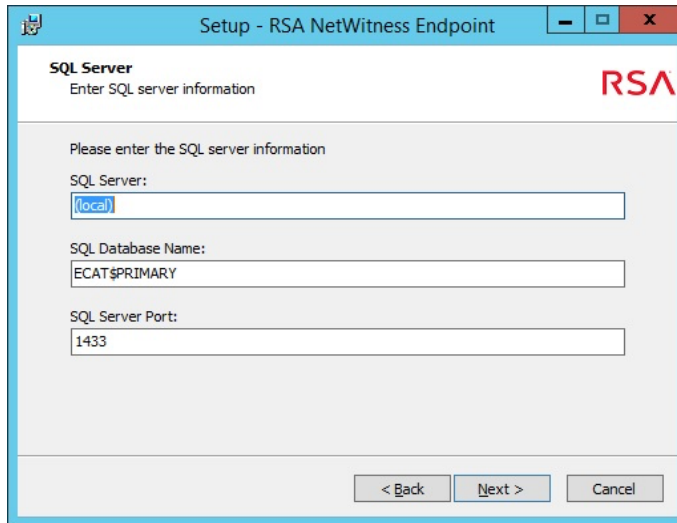 Setup - RSA NetWitness Endpoint
SQL Server
Enter SQL server information
RSA
Please enter the SQL server information
SQL Server:
(local)
SQL Database Name:
ECAT$PRIMARY
SQL Server Port:
1433
< Back
Next >
Cancel